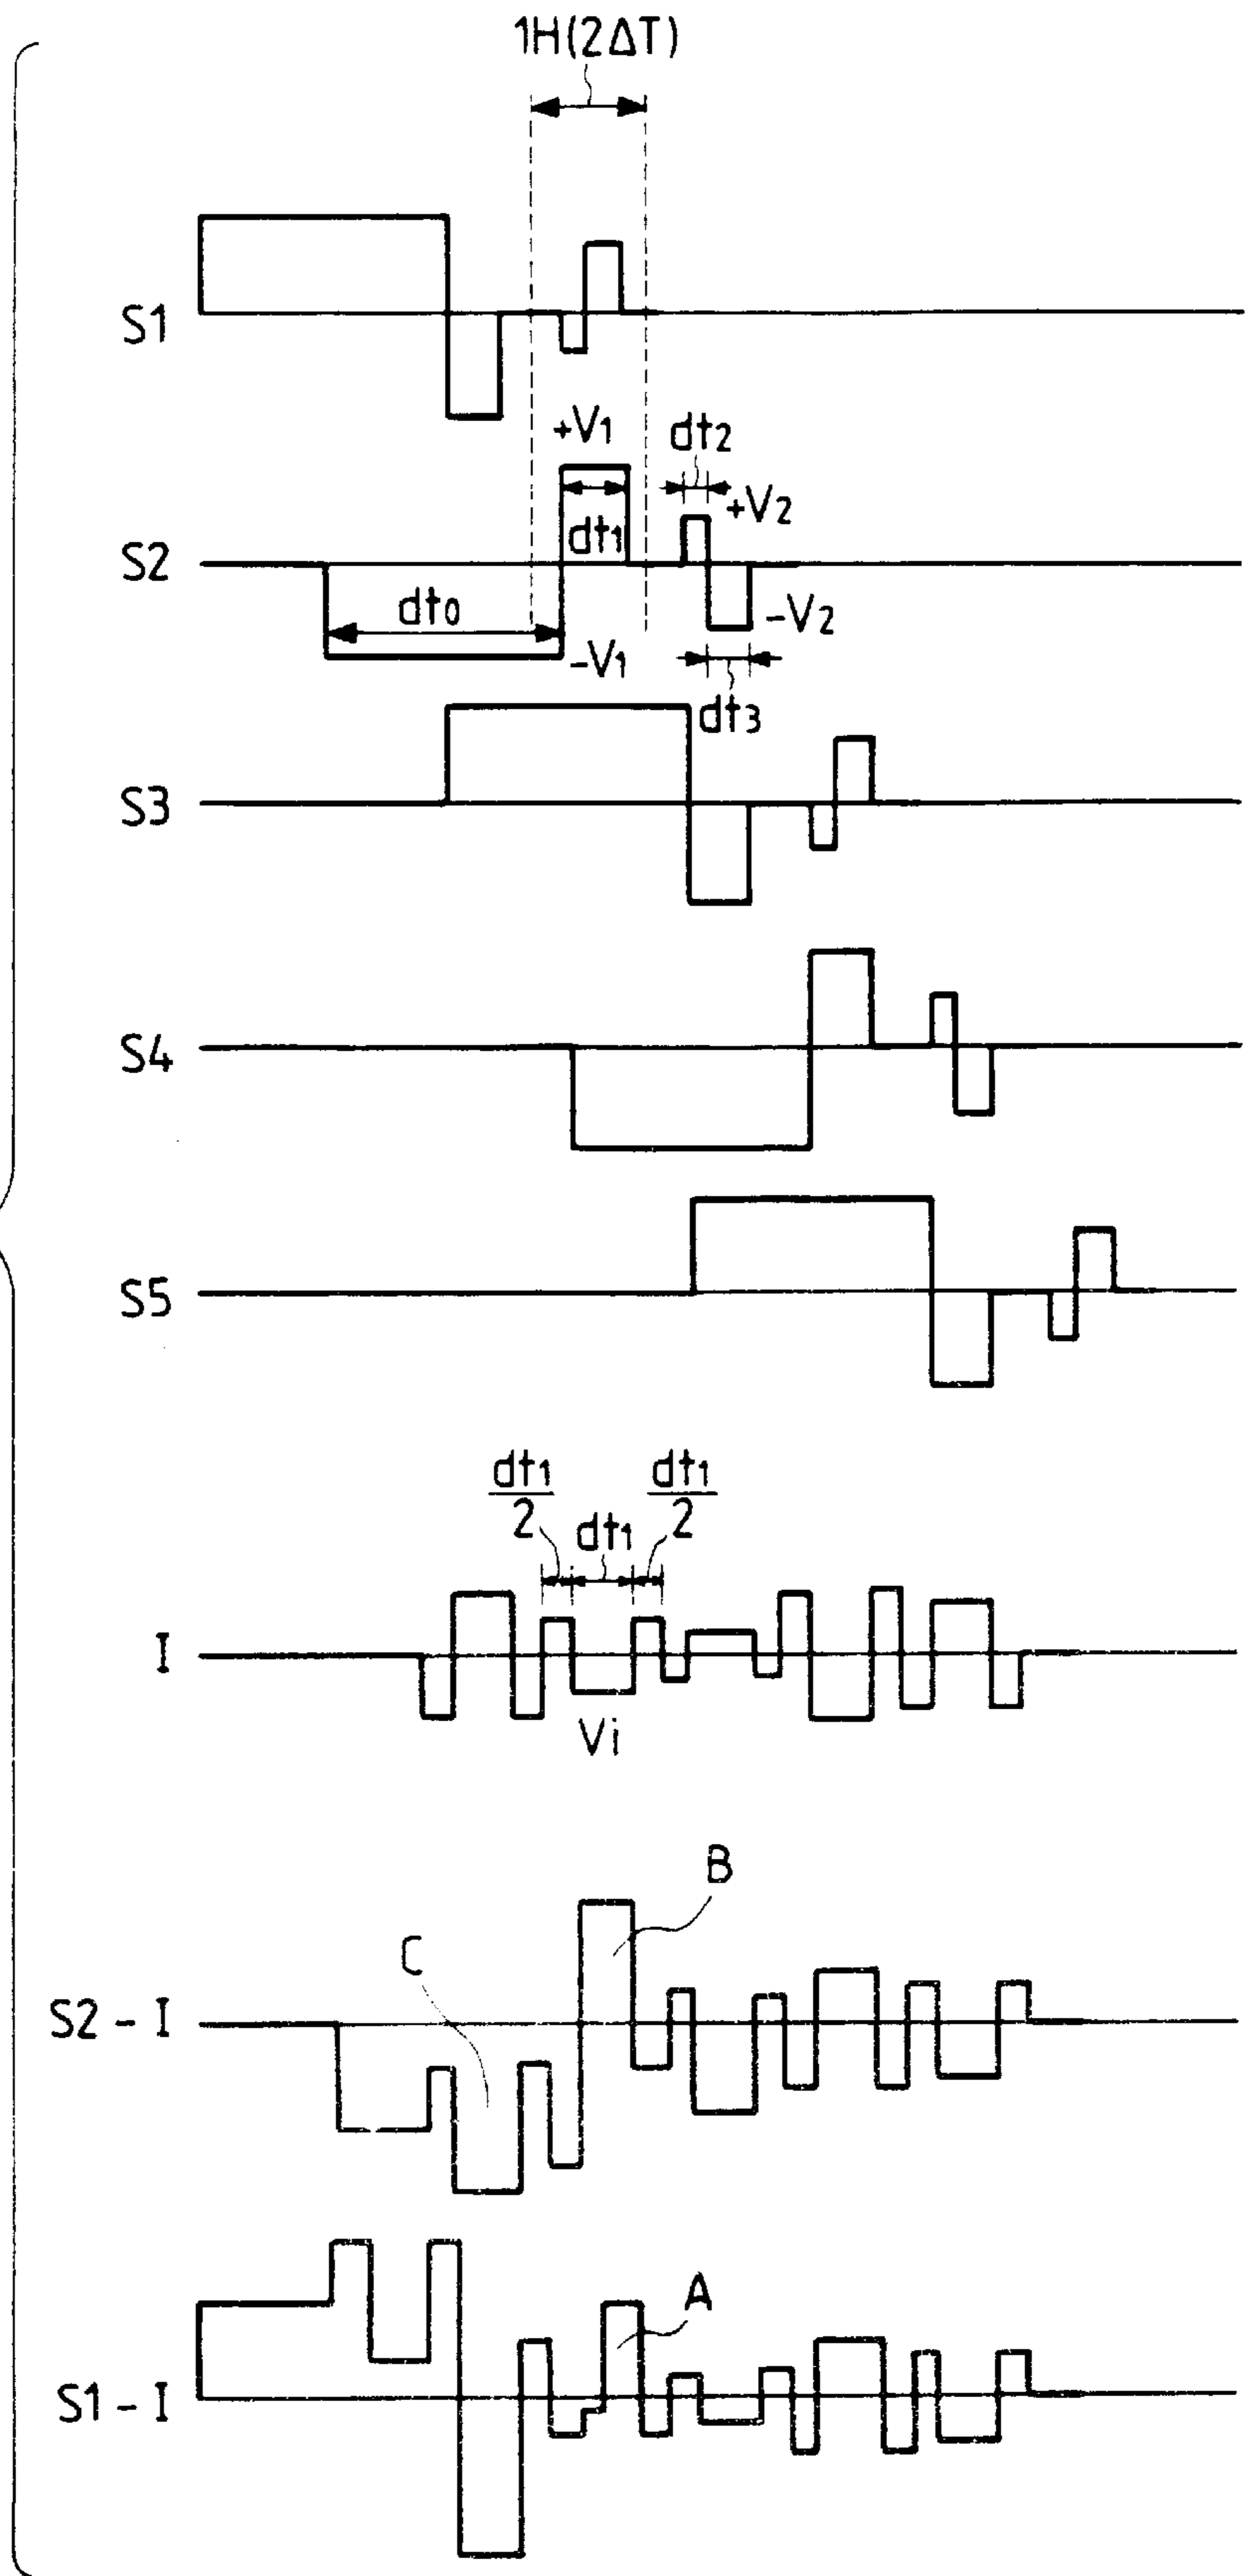 1H(2ΔT)
S1
+V1
dt2
+V2
dt1
S2
dt0
-V2
-V1
dt3
S3
S4
S5
dt1/2
dt1
dt1/2
I
Vi
B
C
S2 - I
A
S1 - I